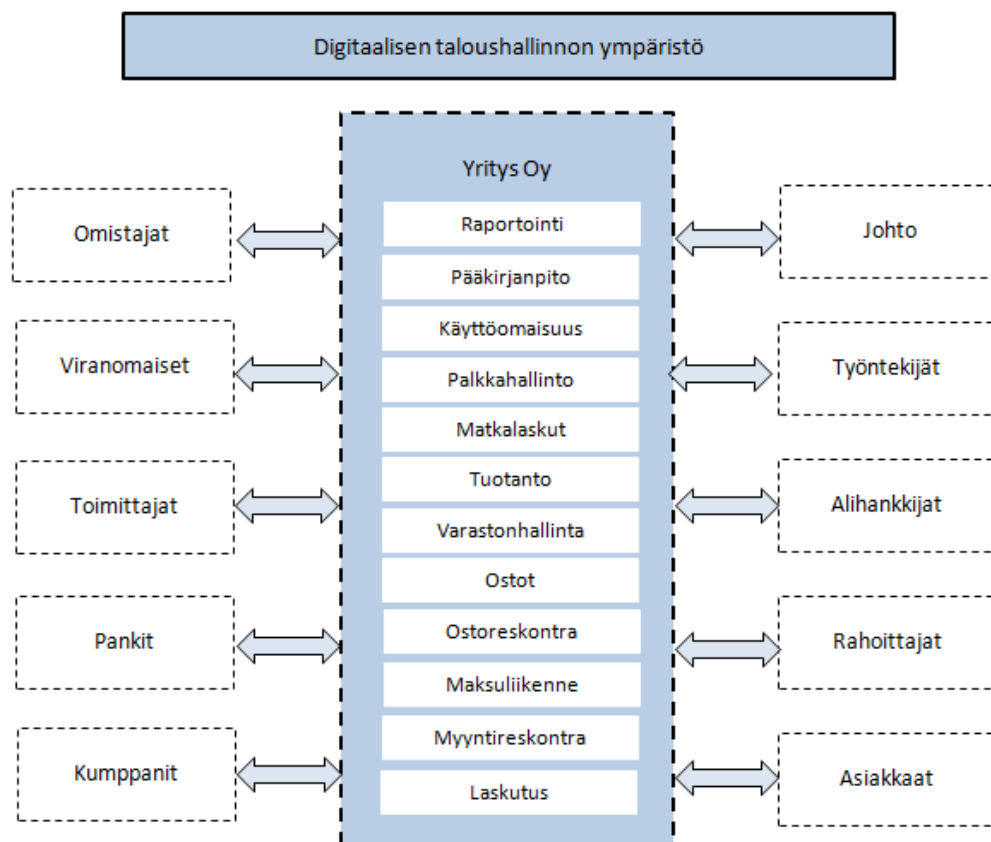 Digitaalisen taloushallinnon ympäristö
Yritys Oy
Omistajat
Viranomaiset
Toimittajat
Pankit
Kumppanit
Raportointi
Pääkirjanpito
Käyttöomaisuus
Palkkahallinto
Matkalaskut
Tuotanto
Varastonhallinta
Ostot
Ostoreskontra
Maksuliikenne
Myyntireskontra
Laskutus
Johto
Työntekijät
Alihankkijat
Rahoittajat
Asiakkaat